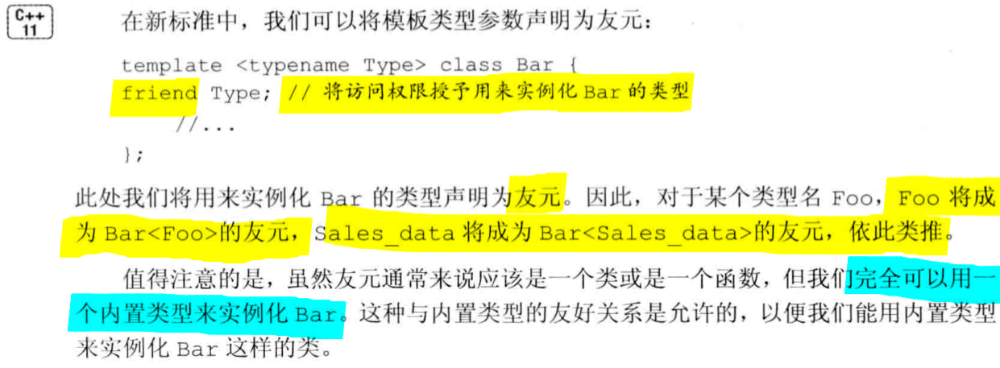 C++
11
在新标准中，我们可以将模板类型参数声明为友元：
template <typename Type> class Bar {
friend Type; // 将访问权限授予用来实例化 Bar 的类型
//...
};
此处我们将用来实例化 Bar 的类型声明为友元。因此，对于某个类型名 Foo，Foo 将成
为 Bar<Foo>的友元，Sales_data 将成为 Bar<Sales_data>的友元，依此类推。
值得注意的是，虽然友元通常来说应该是一个类或是一个函数，但我们完全可以用一
个内置类型来实例化 Bar。这种与内置类型的友好关系是允许的，以便我们能用内置类型
来实例化 Bar 这样的类。